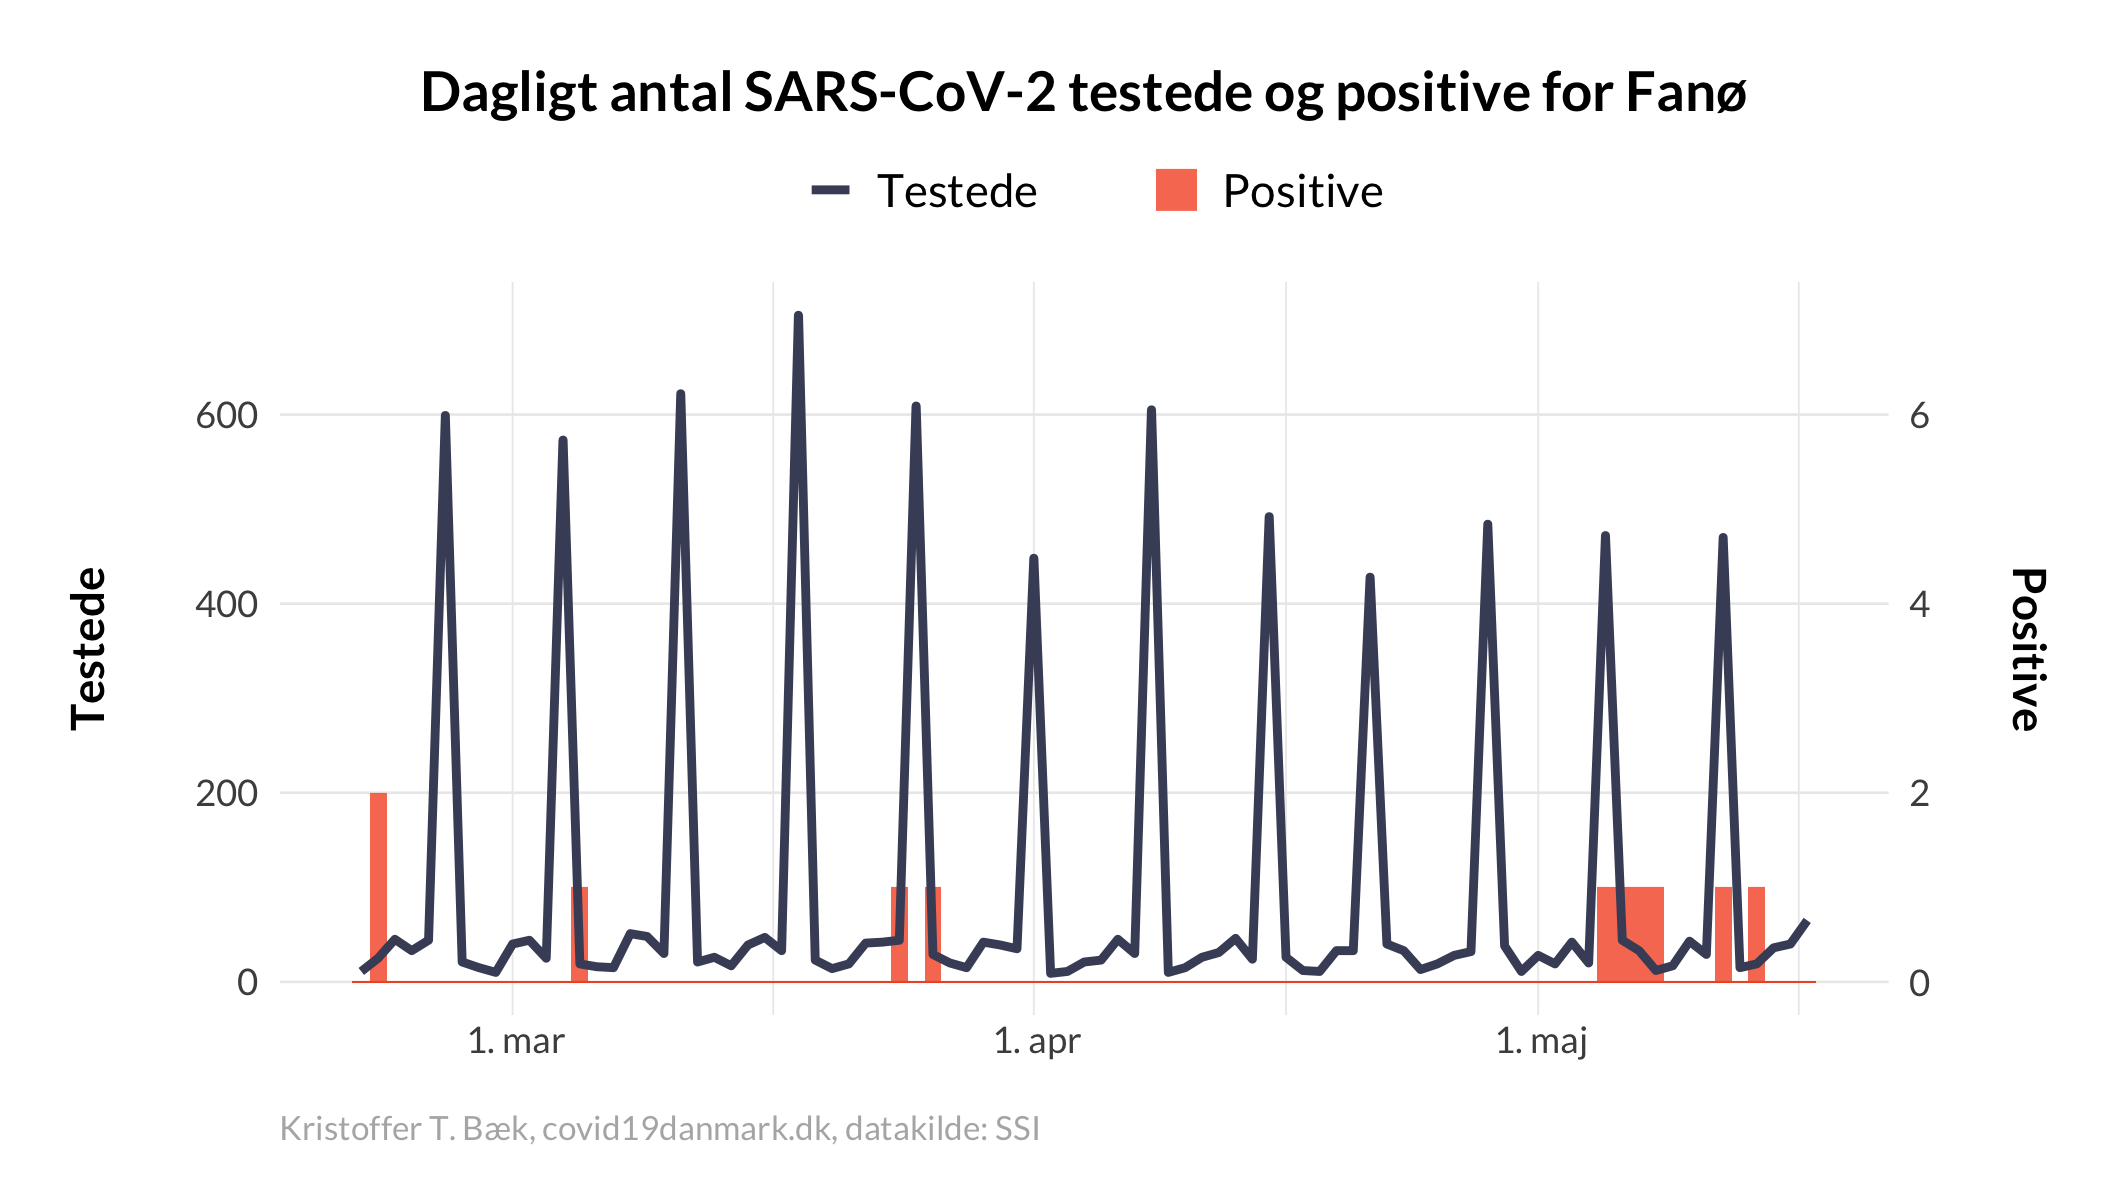 Dagligt antal SARS-CoV-2 testede og positive for Fanø
Testede Positive
600 6
400 4
200 2
0 0
Testede
Positive
1. mar 1. apr 1. maj
Kristoffer T. Bæk, covid19danmark.dk, datakilde: SSI